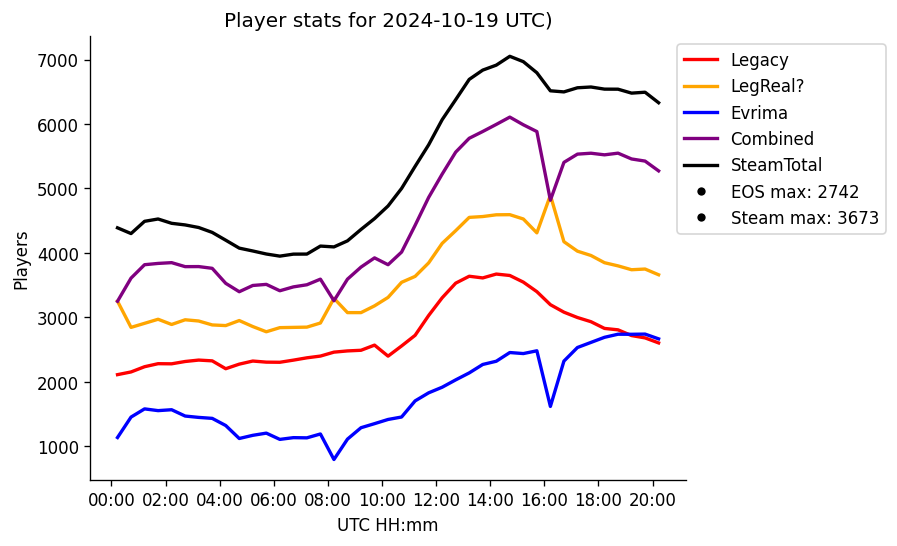 Player stats for 2024-10-19 UTC)
Legacy
LegReal?
Evrima
Combined
SteamTotal
EOS max: 2742
Steam max: 3673
Players
7000
6000
5000
4000
3000
2000
1000
00:00 02:00 04:00 06:00 08:00 10:00 12:00 14:00 16:00 18:00 20:00
UTC HH:mm